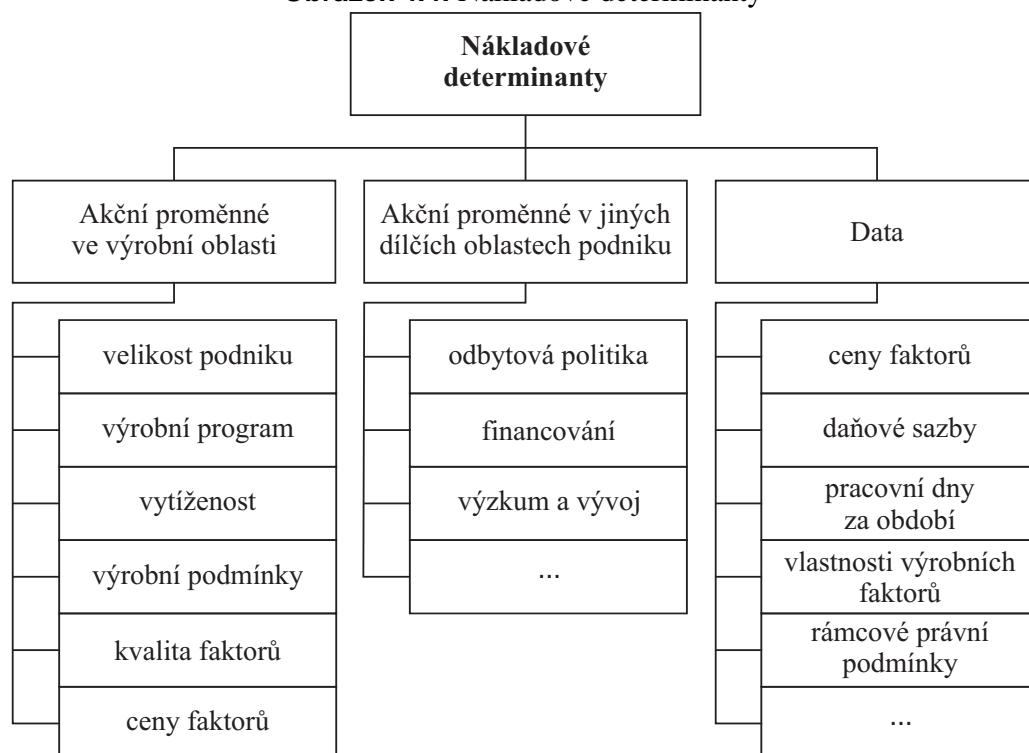 Nákladové determinanty
Nákladové
determinanty
Akční proměnné
ve výrobní oblasti
Akční proměnné v jiných
dílčích oblastech podniku
Data
velikost podniku
výrobní program
vytíženost
výrobní podmínky
kvalita faktorů
ceny faktorů
odbytová politika
financování
výzkum a vývoj
...
ceny faktorů
daňové sazby
pracovní dny
za období
vlastnosti výrobních
faktorů
rámcové právní
podmínky
...